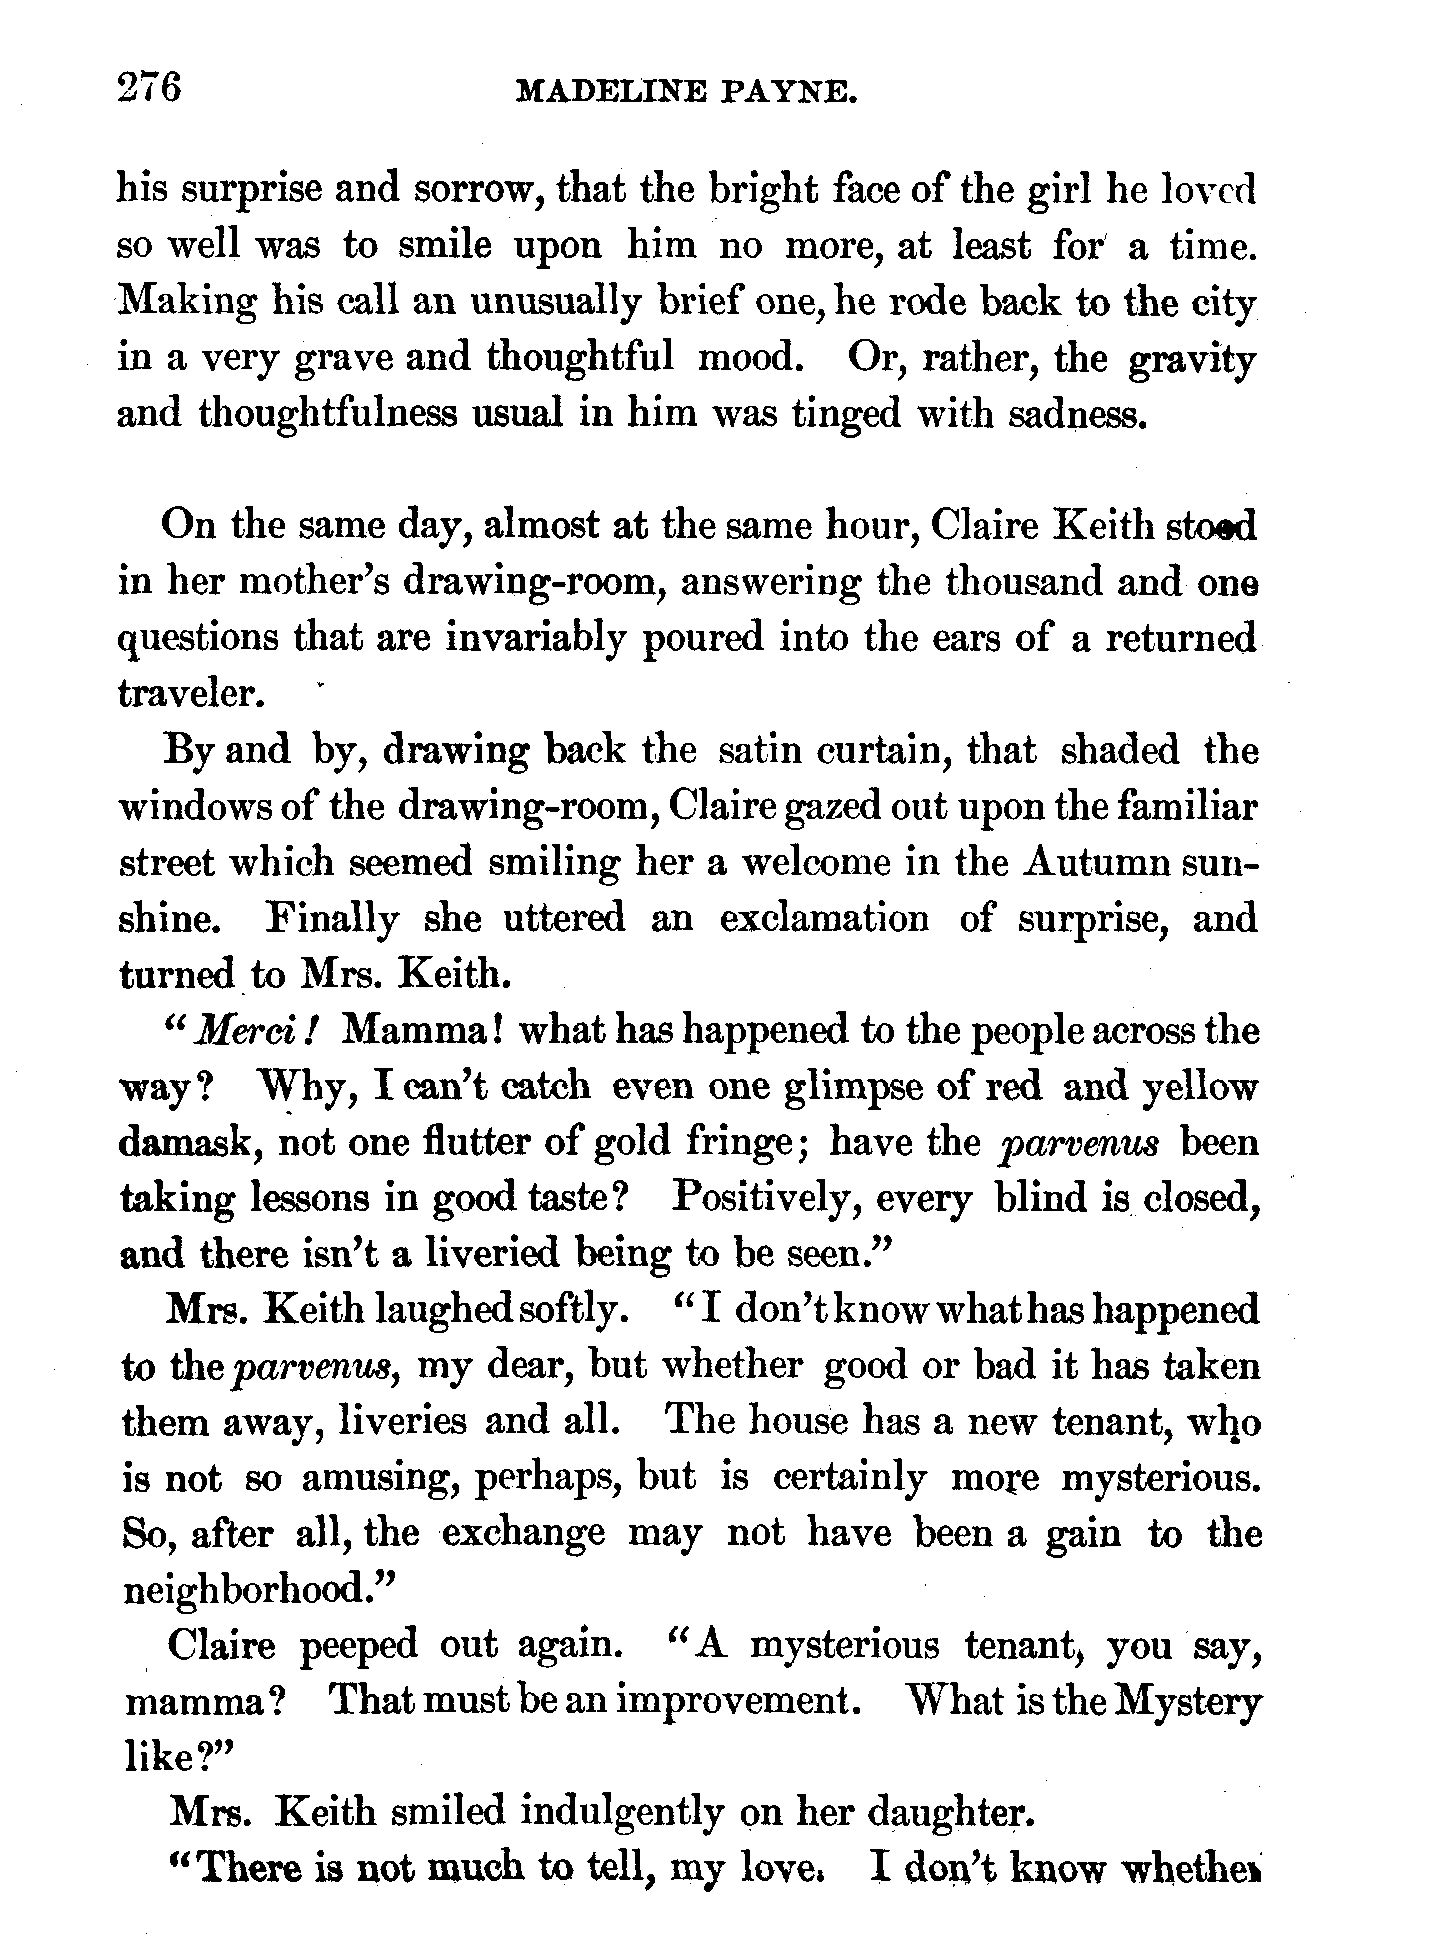 276 MADELINE PAYNE.
his surprise and sorrow, that the bright face of the girl he loved
so well was to smile upon him no more, at least for a time.
Making his call an unusually brief one, he rode back to the city
in a very grave and thoughtful mood. Or, rather, the gravity
and thoughtfulness usual in him was tinged with sadness.
On the same day, almost at the same hour, Claire Keith stood
in her mother's drawing-room, answering the thousand and one
questions that are invariably poured into the ears of a returned
traveler.
By and by, drawing back the satin curtain, that shaded the
windows of the drawing-room, Claire gazed out upon the familiar
street which seemed smiling her a welcome in the Autumn sun-
shine. Finally she uttered an exclamation of surprise, and
turned to Mrs. Keith.
"Merci! Mamma! what has happened to the people across the
way? Why, I can't catch even one glimpse of red and yellow
damask, not one flutter of gold fringe; have the parvenus been
taking lessons in good taste? Positively, every blind is closed,
and there isn't a liveried being to be seen."
Mrs. Keith laughed softly. "I don't know what has happened
to the parvenus, my dear, but whether good or bad it has taken
them away, liveries and all. The house has a new tenant, who
is not so amusing, perhaps, but is certainly more mysterious.
So, after all, the exchange may not have been a gain to the
neighborhood."
Claire peeped out again. "A mysterious tenant, you say,
mamma? That must be an improvement. What is the Mystery
like?"
Mrs. Keith smiled indulgently on her daughter.
"There is not much to tell, my love. I don't know whether